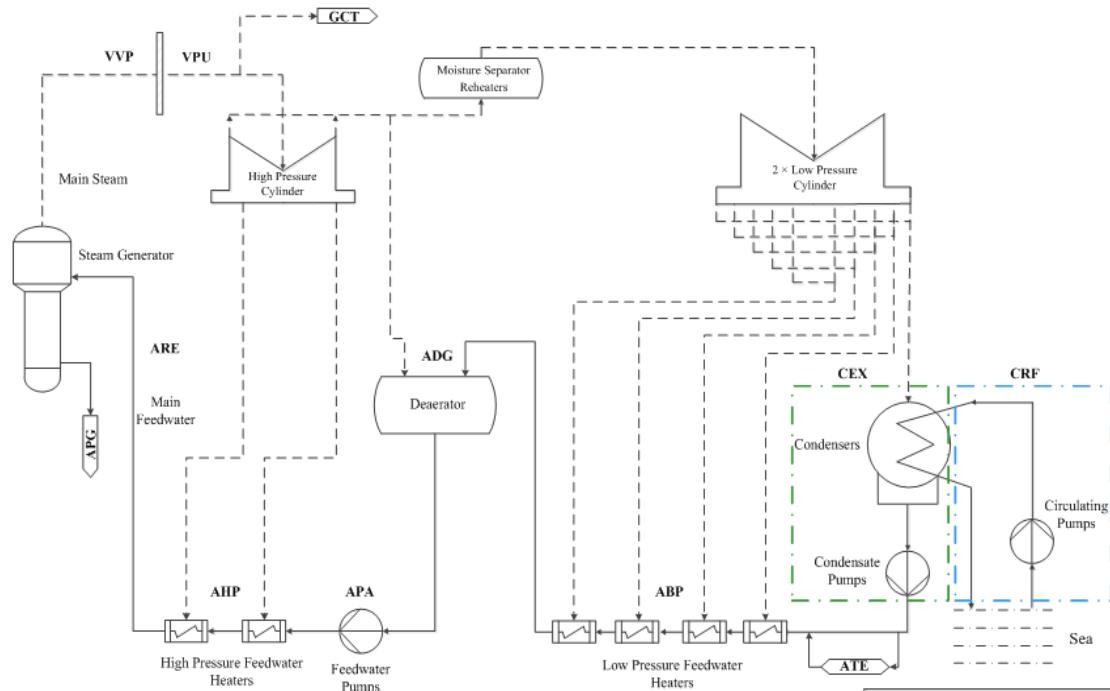 GCT
VVP
VPU
Moisture Separator
Reheaters
High Pressure
Cylinder
2 × Low Pressure
Cylinder
Main Steam
Steam Generator
ARE
ADG
CEX
CRF
Main
Feedwater
Deaerator
Condensers
APG
Circulating
Pumps
Condensate
Pumps
AHP
APA
ABP
Sea
High Pressure Feedwater
Heaters
Feedwater
Pumps
Low Pressure Feedwater
Heaters
ATE